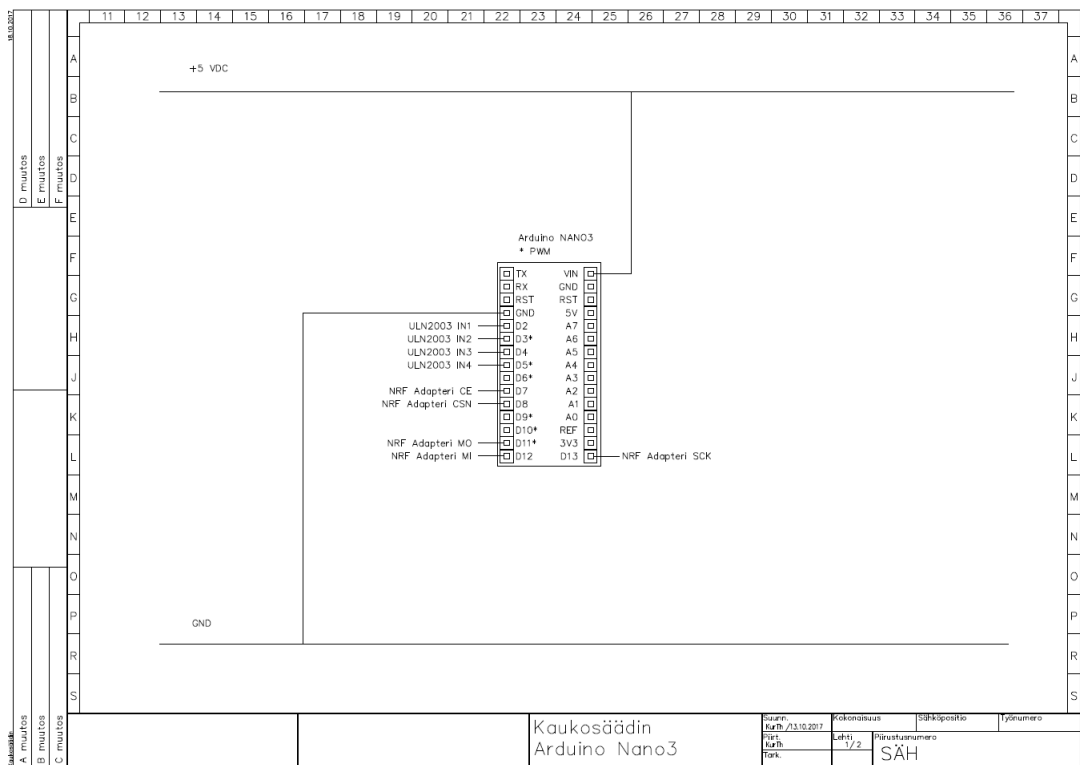 11 12 13 14 15 16 17 18 19 20 21 22 23 24 25 26 27 28 29 30 31 32 33 34 35 36 37
18.10.2017
D muutos
E muutos
F muutos
A A
B B
C C
D D
E E
F F
G G
H H
J J
K K
L L
M M
N N
O O
P P
R R
S S
+5 VDC
Arduino NANO3
* PWM
TX VIN
RX GND
RST RST
GND 5V
ULN2003 IN1 D2 A7
ULN2003 IN2 D3* A6
ULN2003 IN3 D4 A5
ULN2003 IN4 D5* A4
D6* A3
NRF Adapteri CE D7 A2
NRF Adapteri CSN D8 A1
D9* A0
D10* REF
NRF Adapteri MO D11* 3V3
NRF Adapteri MI D12 D13 NRF Adapteri SCK
GND
A muutos
B muutos
C muutos
Kaukosäädin
Arduino Nano3
Suunn.
KurTh /13.10.2017
Piirt.
KurTh
Tark.
Kokonaisuus
Sähköpositio
Työnumero
Lehti
1/2
Piirustusnumero
SÄH